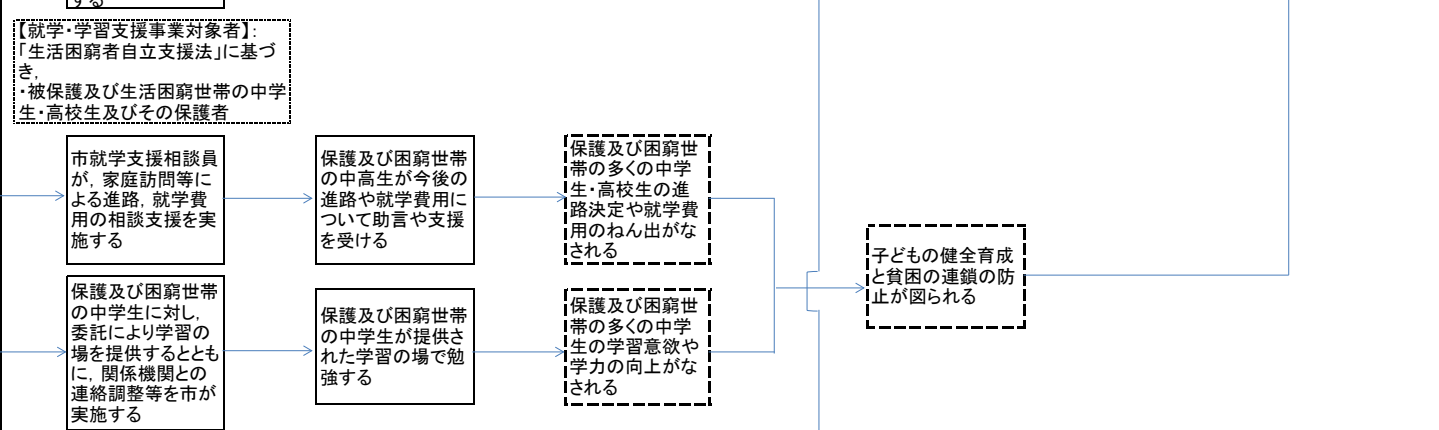 する
【就学・学習支援事業対象者】:
「生活困窮者自立支援法」に基づ
き,
・被保護及び生活困窮世帯の中学
生・高校生及びその保護者
市就学支援相談員
が, 家庭訪問等に
よる進路, 就学費
用の相談支援を実
施する
保護及び困窮世帯
の中高生が今後の
進路や就学費用に
ついて助言や支援
を受ける
保護及び困窮世
帯の多くの中学
生・高校生の進
路決定や就学費
用のねん出がな
される
子どもの健全育成
と貧困の連鎖の防
止が図られる
保護及び困窮世帯
の中学生に対し,
委託により学習の
場を提供するととも
に, 関係機関との
連絡調整等を市が
実施する
保護及び困窮世帯
の中学生が提供さ
れた学習の場で勉
強する
保護及び困窮世
帯の多くの中学
生の学習意欲や
学力の向上がな
される